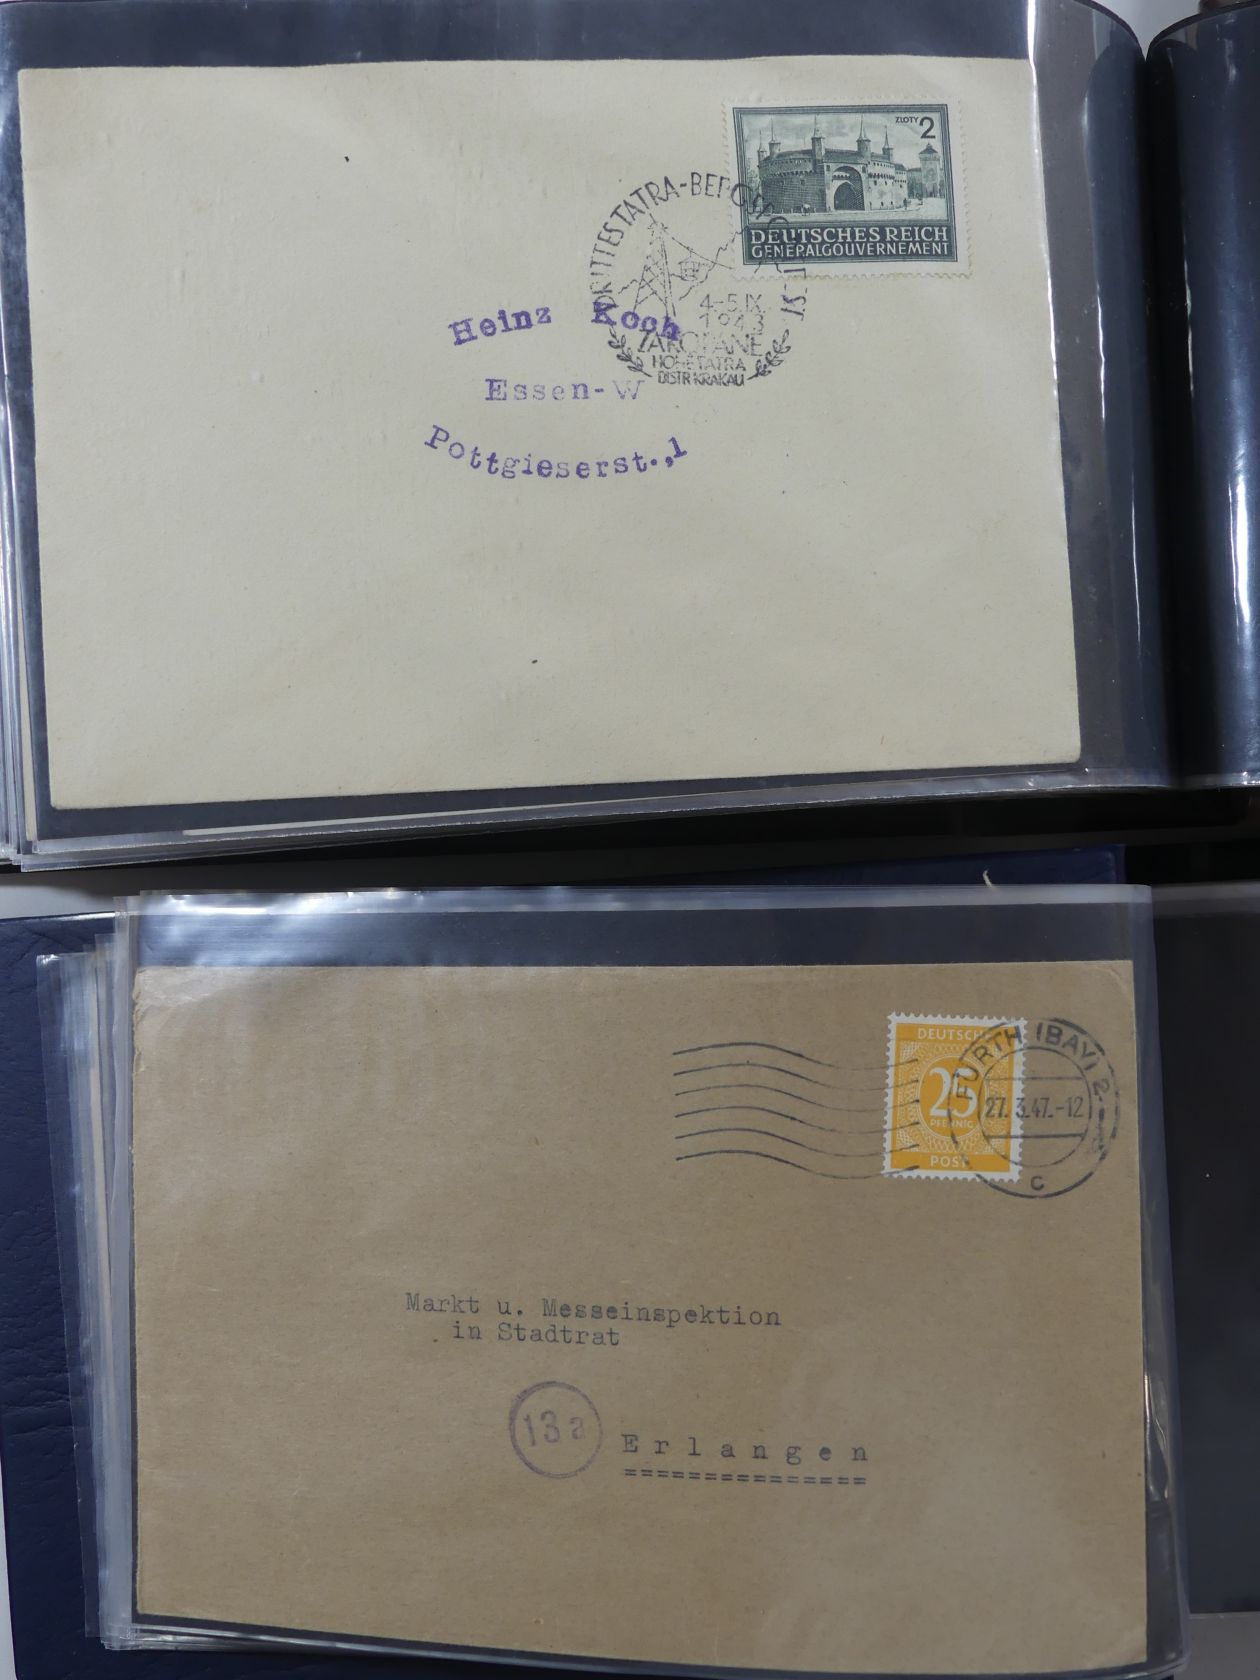 ZLOTY 2
DEUTSCHES REICH
GENERALGOUVERNEMENT
4-5.IX.
1943
ZAKOPANE
HOHE TATRA
DISTR. KRAKAU
Heinz Koch
Essen-W
Pottgieserst.,1
DEUTSCHE
25
PFENNIG
POST
FÜRTH (BAY) 2
27.3.47.-12
c
Markt u. Messeinspektion
in Stadtrat
13a
Erlangen
===============